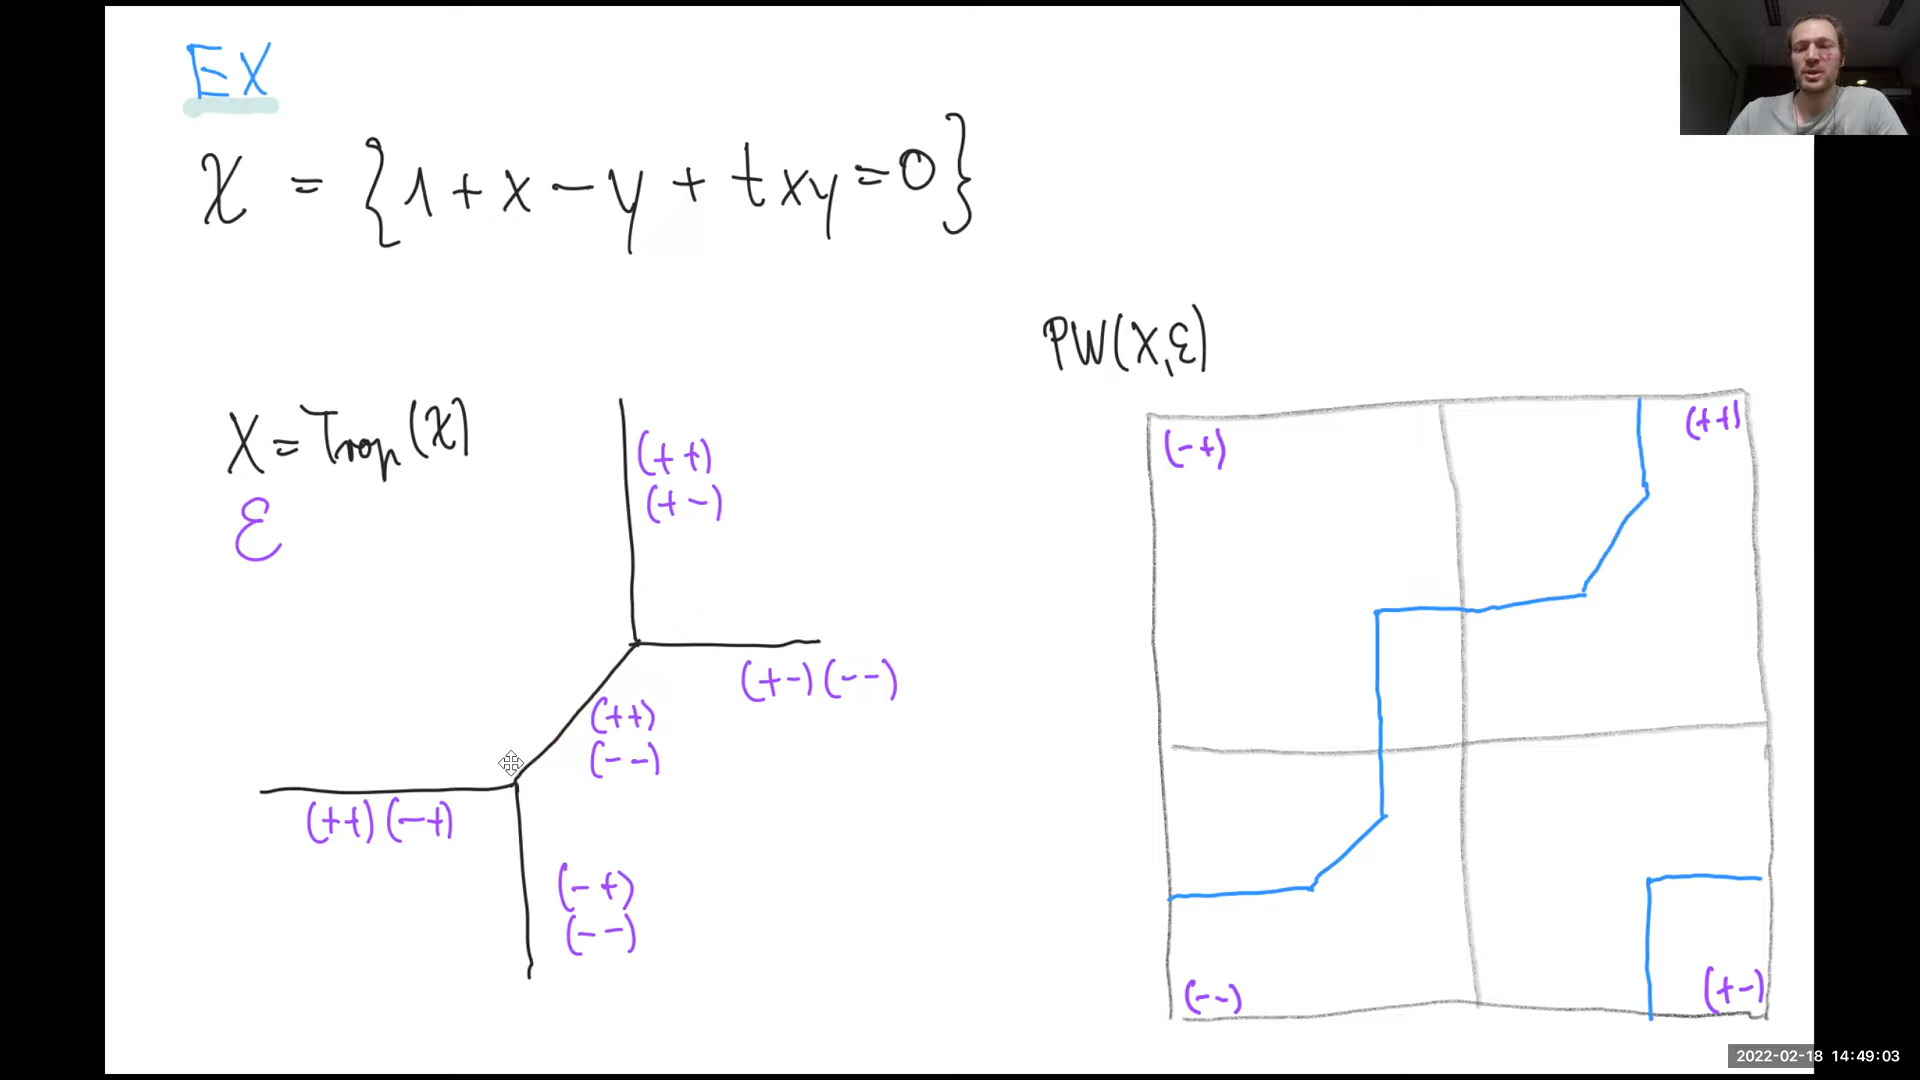 EX
X = {1 + x - y + txy = 0}
PW(X,ε)
X = Trop(X)
ε
(++)
(+-)
(+-) (--)
(++)
(--)
(++) (-+)
(-+)
(--)
(-+)
(++)
(--)
(+-)
2022-02-18 14:49:03